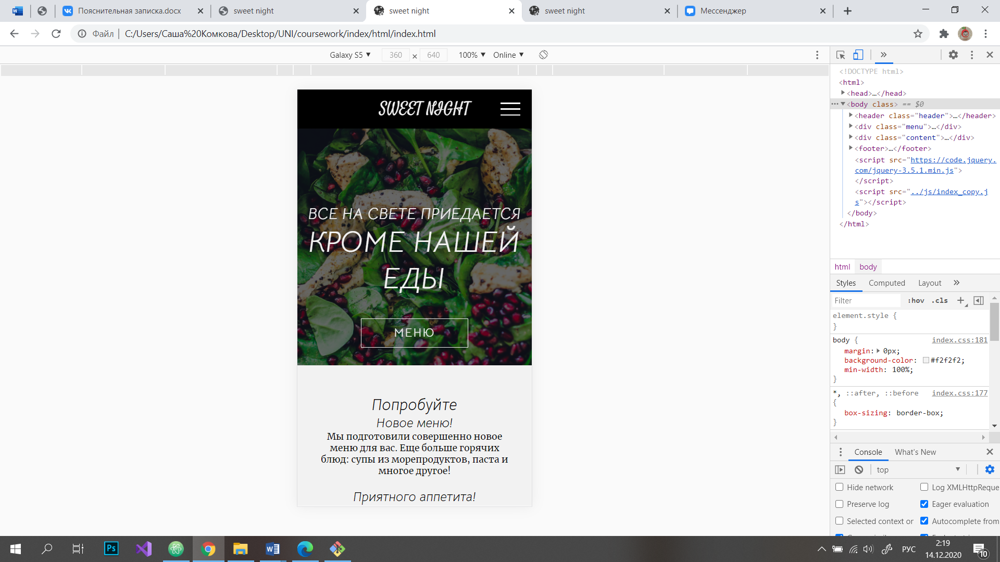 Пояснительная записка.docx
sweet night
sweet night
sweet night
Мессенджер
Файл
C:/Users/Саша%20Комкова/Desktop/UNI/coursework/index/html/index.html
Galaxy S5 ▼ 360 × 640 100% ▼ Online ▼
SWEET NIGHT
ВСЕ НА СВЕТЕ ПРИЕДАЕТСЯ
КРОМЕ НАШЕЙ
ЕДЫ
МЕНЮ
Попробуйте
Новое меню!
Мы подготовили совершенно новое
меню для вас. Еще больше горячих
блюд: супы из морепродуктов, паста и
многое другое!
Приятного аппетита!
<!DOCTYPE html>
<html>
<head>…</head>
<body class> == $0
<header class="header">…</header>
<div class="menu">…</div>
<div class="content">…</div>
<footer>…</footer>
<script src="https://code.jquery.
com/jquery-3.5.1.min.js">
</script>
<script src="../js/index_copy.j
s"></script>
</body>
</html>
html body
Styles Computed Layout
Filter :hov .cls
element.style {
}
body { index.css:181
margin: 0px;
background-color: #f2f2f2;
min-width: 100%;
}
*, ::after, ::before index.css:177
{
box-sizing: border-box;
}
Console What's New
top
Hide network Log XMLHttpReque
Preserve log Eager evaluation
Selected context or Autocomplete from
Ps
РУС
2:19
14.12.2020
10